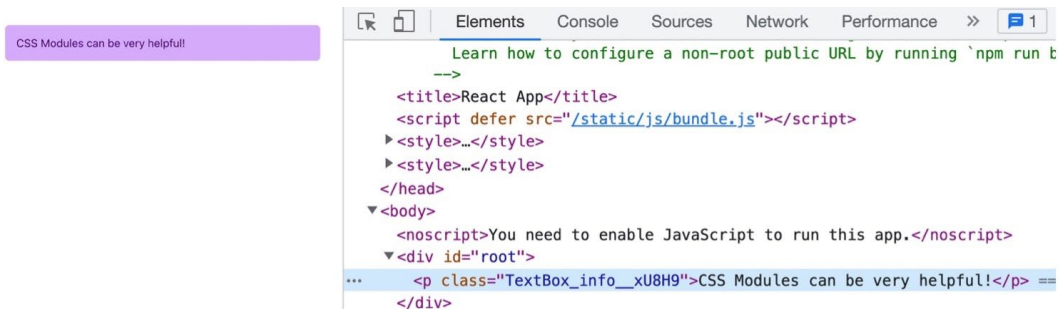 CSS Modules can be very helpful!
Elements Console Sources Network Performance » 1
Learn how to configure a non-root public URL by running `npm run b
-->
<title>React App</title>
<script defer src="/static/js/bundle.js"></script>
<style>…</style>
<style>…</style>
</head>
<body>
<noscript>You need to enable JavaScript to run this app.</noscript>
<div id="root">
<p class="TextBox_info__xU8H9">CSS Modules can be very helpful!</p> ==
</div>